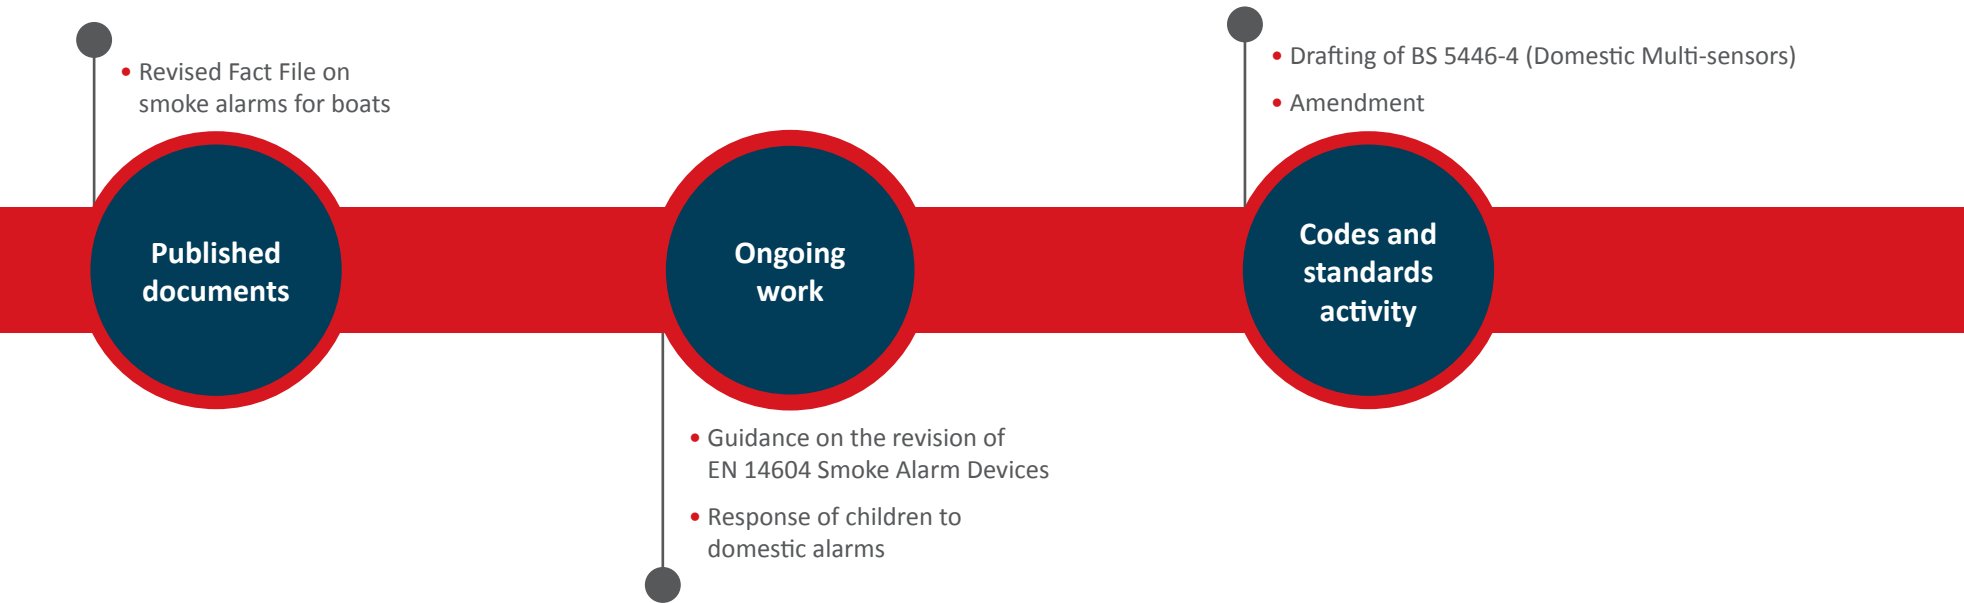 • Revised Fact File on
smoke alarms for boats
Published
documents
Ongoing
work
• Guidance on the revision of
EN 14604 Smoke Alarm Devices
• Response of children to
domestic alarms
• Drafting of BS 5446-4 (Domestic Multi-sensors)
• Amendment
Codes and
standards
activity